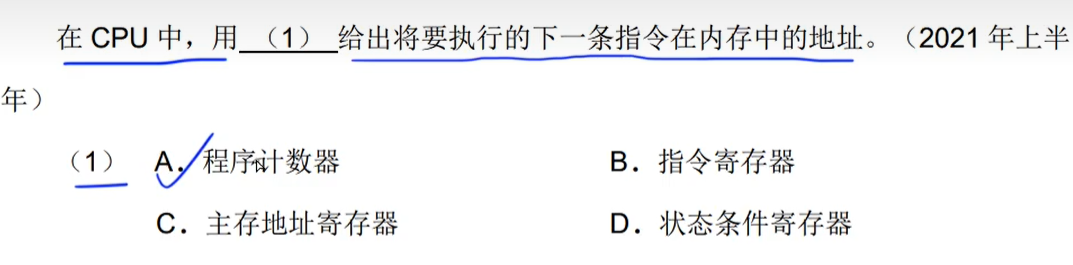 在 CPU 中，用 （1） 给出将要执行的下一条指令在内存中的地址。（2021 年上半
年）
（1） A．程序计数器 B．指令寄存器
C．主存地址寄存器 D．状态条件寄存器